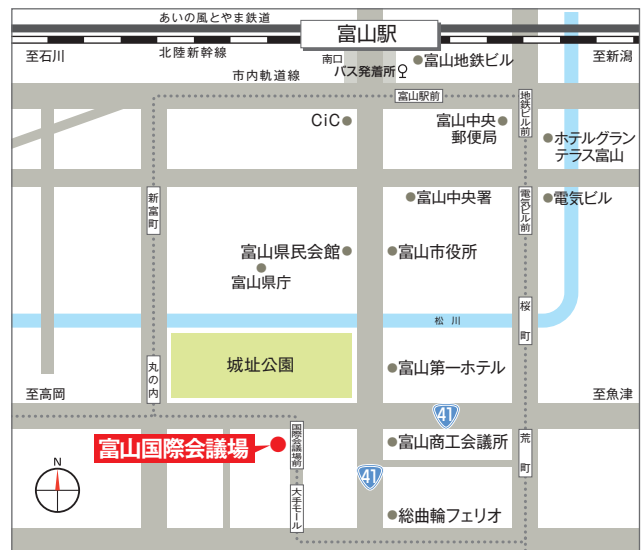 あいの風とやま鉄道
富山駅
至石川
北陸新幹線
南口
バス発着所
富山地鉄ビル
至新潟
市内軌道線
富山駅前
地鉄ビル前
CiC
富山中央
郵便局
ホテルグラン
テラス富山
新富町
富山中央署
電気ビル前
電気ビル
富山県民会館
富山市役所
富山県庁
桜町
松川
丸の内
城址公園
富山第一ホテル
至高岡
至魚津
41
荒町
国際会議場前
富山国際会議場
富山商工会議所
N
41
大手モール
総曲輪フェリオ